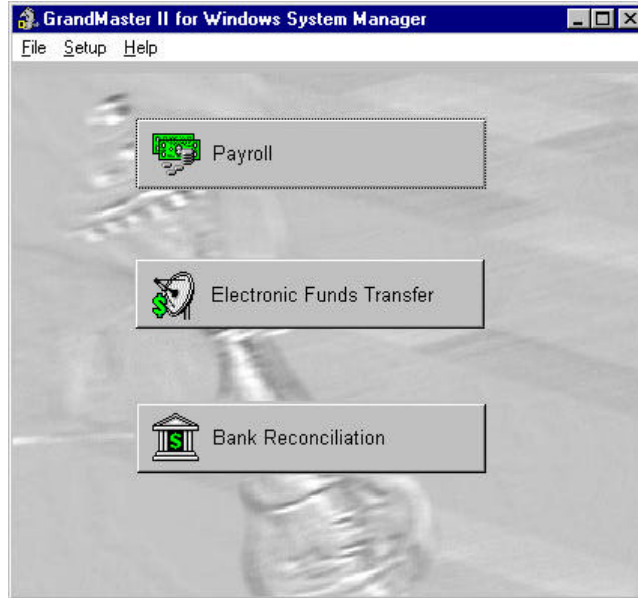 GrandMaster II for Windows System Manager
File Setup Help
Payroll
Electronic Funds Transfer
Bank Reconciliation